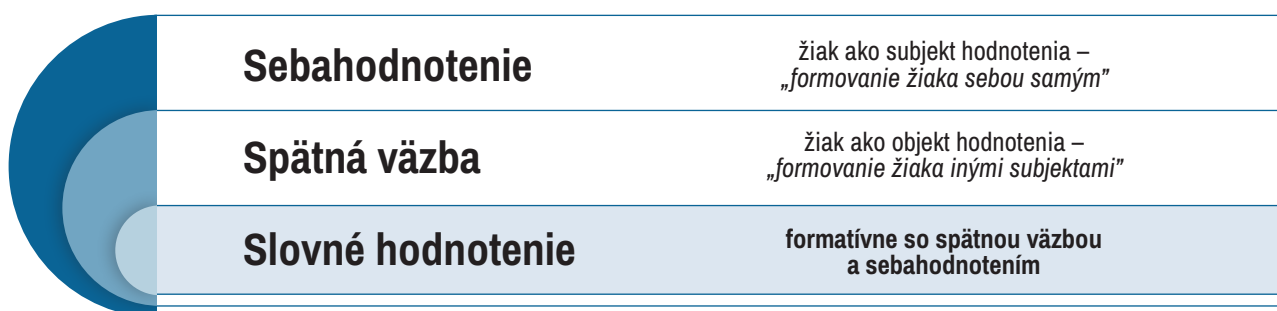 Sebahodnotenie
žiak ako subjekt hodnotenia –
„formovanie žiaka sebou samým”
Spätná väzba
žiak ako objekt hodnotenia –
„formovanie žiaka inými subjektami”
Slovné hodnotenie
formatívne so spätnou väzbou
a sebahodnotením